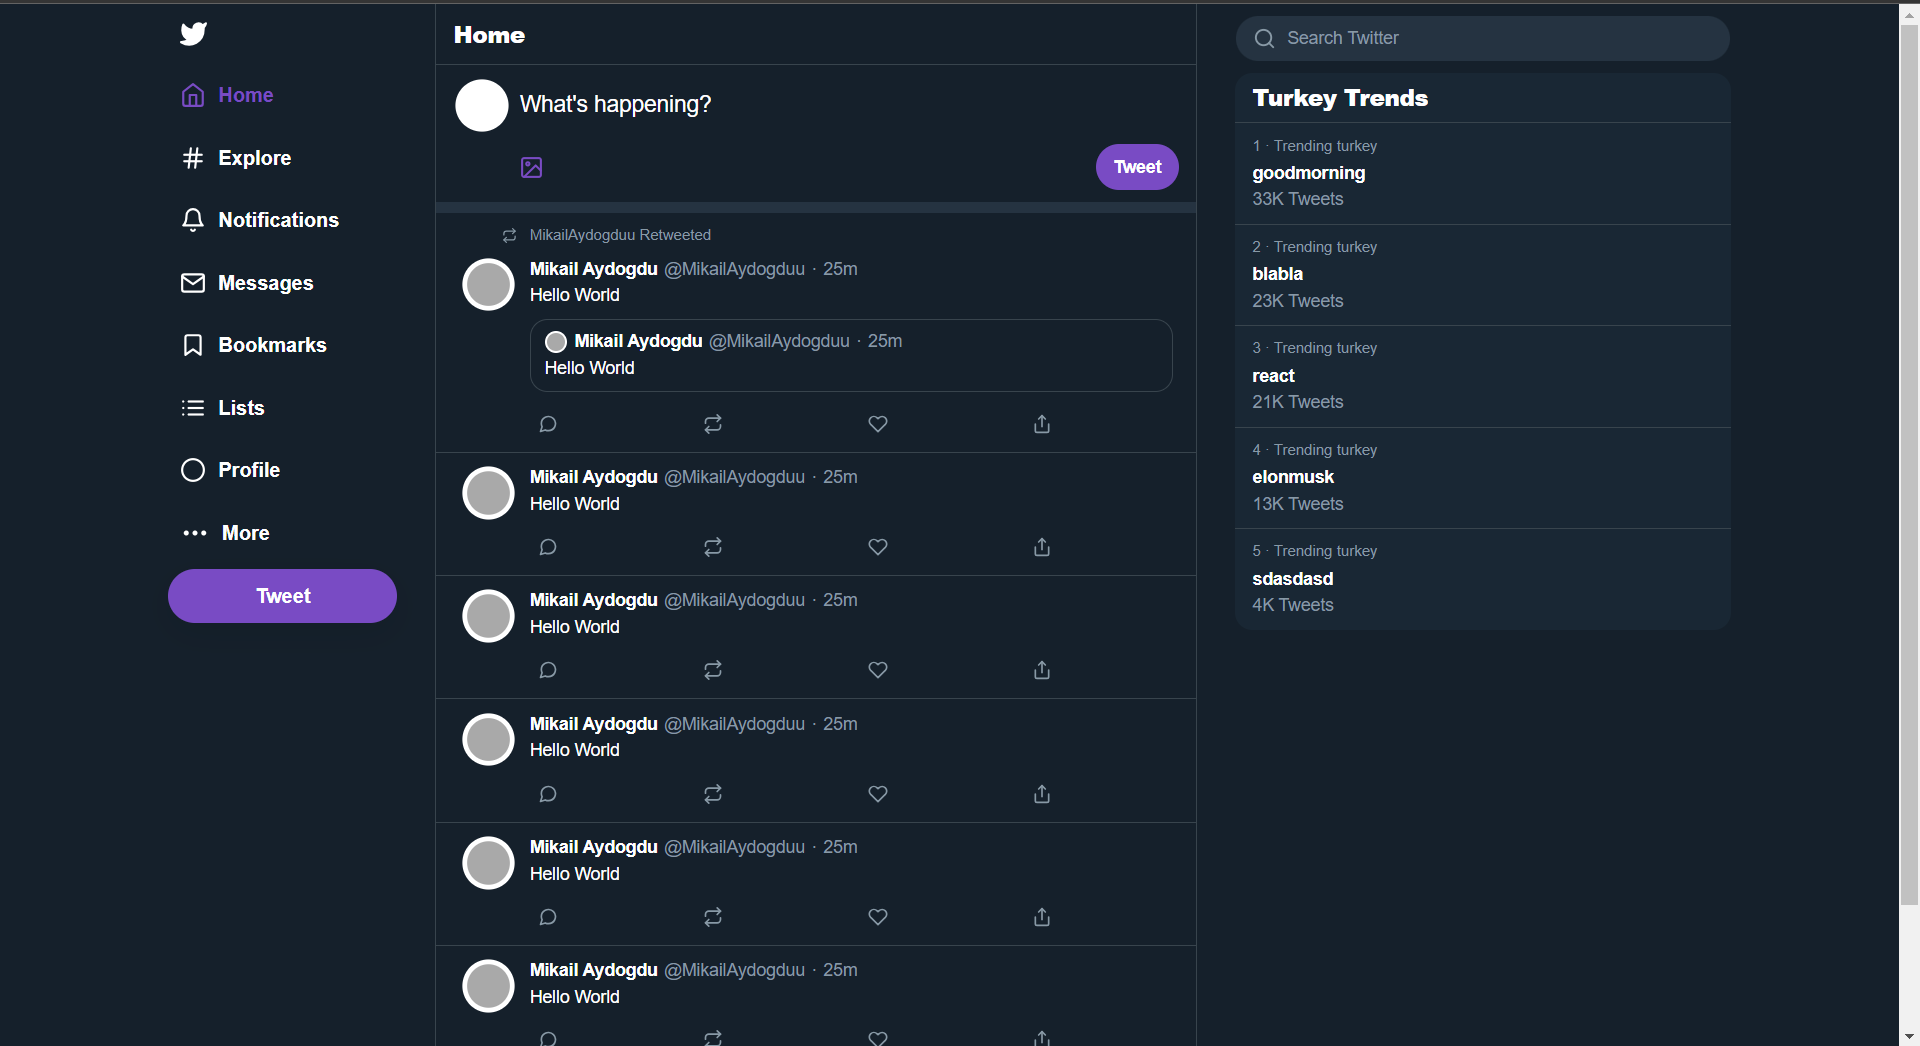 Home
Explore
Notifications
Messages
Bookmarks
Lists
Profile
More
Tweet
Home
What's happening?
Tweet
MikailAydogduu Retweeted
Mikail Aydogdu @MikailAydogduu · 25m
Hello World
Mikail Aydogdu @MikailAydogduu · 25m
Hello World
Mikail Aydogdu @MikailAydogduu · 25m
Hello World
Mikail Aydogdu @MikailAydogduu · 25m
Hello World
Mikail Aydogdu @MikailAydogduu · 25m
Hello World
Mikail Aydogdu @MikailAydogduu · 25m
Hello World
Mikail Aydogdu @MikailAydogduu · 25m
Hello World
Search Twitter
Turkey Trends
1 · Trending turkey
goodmorning
33K Tweets
2 · Trending turkey
blabla
23K Tweets
3 · Trending turkey
react
21K Tweets
4 · Trending turkey
elonmusk
13K Tweets
5 · Trending turkey
sdasdasd
4K Tweets